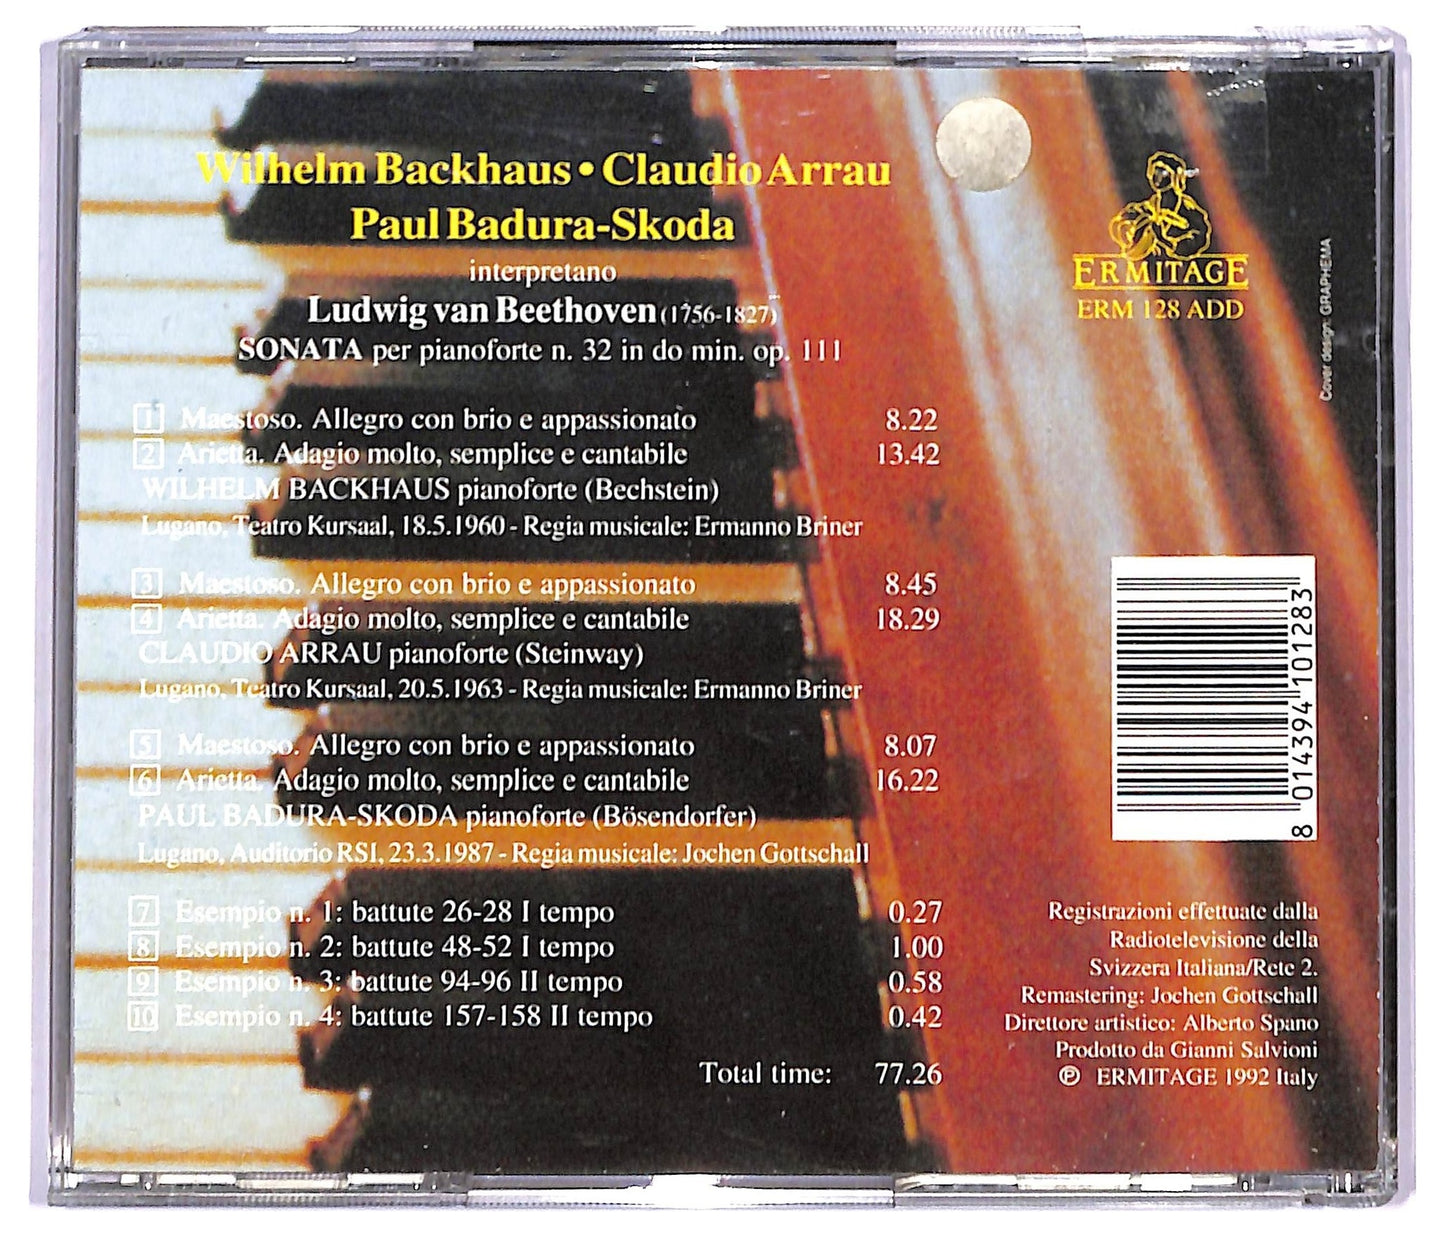 Wilhelm Backhaus • Claudio Arrau
Paul Badura-Skoda
interpretano
Ludwig van Beethoven (1756-1827)
SONATA per pianoforte n. 32 in do min. op. 111
1 Maestoso. Allegro con brio e appassionato 8.22
2 Arietta. Adagio molto, semplice e cantabile 13.42
WILHELM BACKHAUS pianoforte (Bechstein)
Lugano, Teatro Kursaal, 18.5.1960 - Regia musicale: Ermanno Briner
3 Maestoso. Allegro con brio e appassionato 8.45
4 Arietta. Adagio molto, semplice e cantabile 18.29
CLAUDIO ARRAU pianoforte (Steinway)
Lugano, Teatro Kursaal, 20.5.1963 - Regia musicale: Ermanno Briner
5 Maestoso. Allegro con brio e appassionato 8.07
6 Arietta. Adagio molto, semplice e cantabile 16.22
PAUL BADURA-SKODA pianoforte (Bösendorfer)
Lugano, Auditorio RSI, 23.3.1987 - Regia musicale: Jochen Gottschall
7 Esempio n. 1: battute 26-28 I tempo 0.27
8 Esempio n. 2: battute 48-52 I tempo 1.00
9 Esempio n. 3: battute 94-96 II tempo 0.58
10 Esempio n. 4: battute 157-158 II tempo 0.42
Total time: 77.26
ERMITAGE
ERM 128 ADD
Cover design: GRAPHEMA
8 014394 101283
Registrazioni effettuate dalla
Radiotelevisione della
Svizzera Italiana/Rete 2.
Remastering: Jochen Gottschall
Direttore artistico: Alberto Spano
Prodotto da Gianni Salvioni
℗ ERMITAGE 1992 Italy